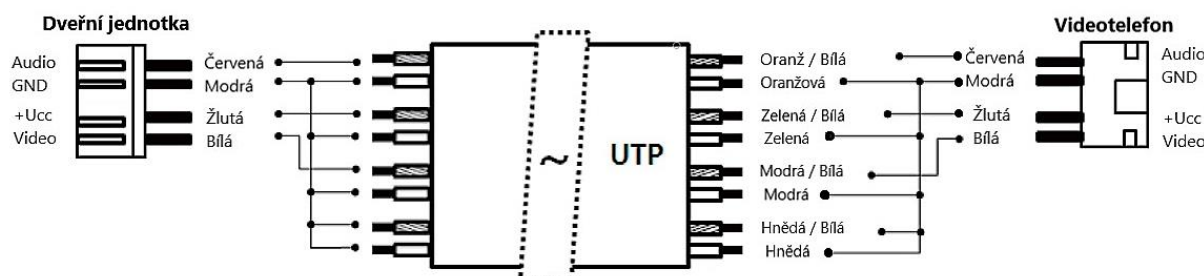 Dveřní jednotka
Audio
GND
+Ucc
Video
Červená
Modrá
Žlutá
Bílá
~
UTP
Oranž / Bílá
Oranžová
Zelená / Bílá
Zelená
Modrá / Bílá
Modrá
Hnědá / Bílá
Hnědá
Videotelefon
Červená
Modrá
Žlutá
Bílá
Audio
GND
+Ucc
Video